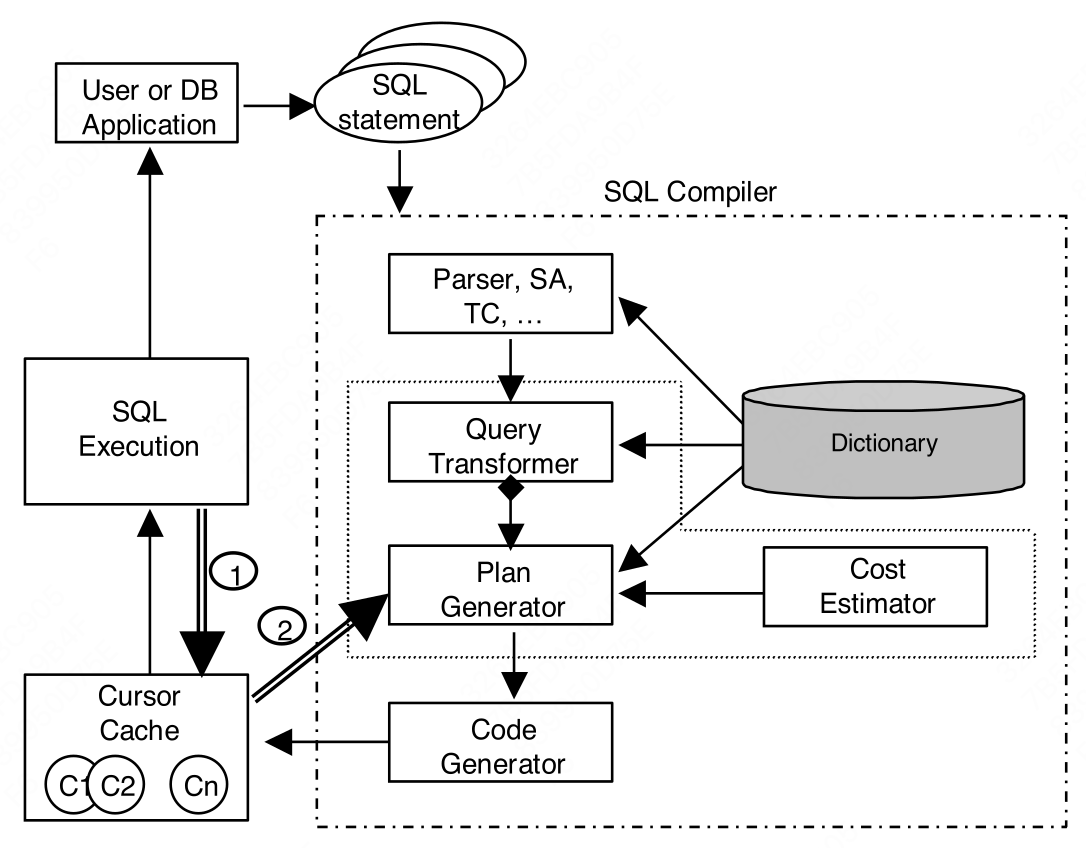 User or DB
Application
SQL
statement
SQL Compiler
Parser, SA,
TC, …
SQL
Execution
Query
Transformer
Dictionary
1
2
Plan
Generator
Cost
Estimator
Cursor
Cache
C1 C2 Cn
Code
Generator